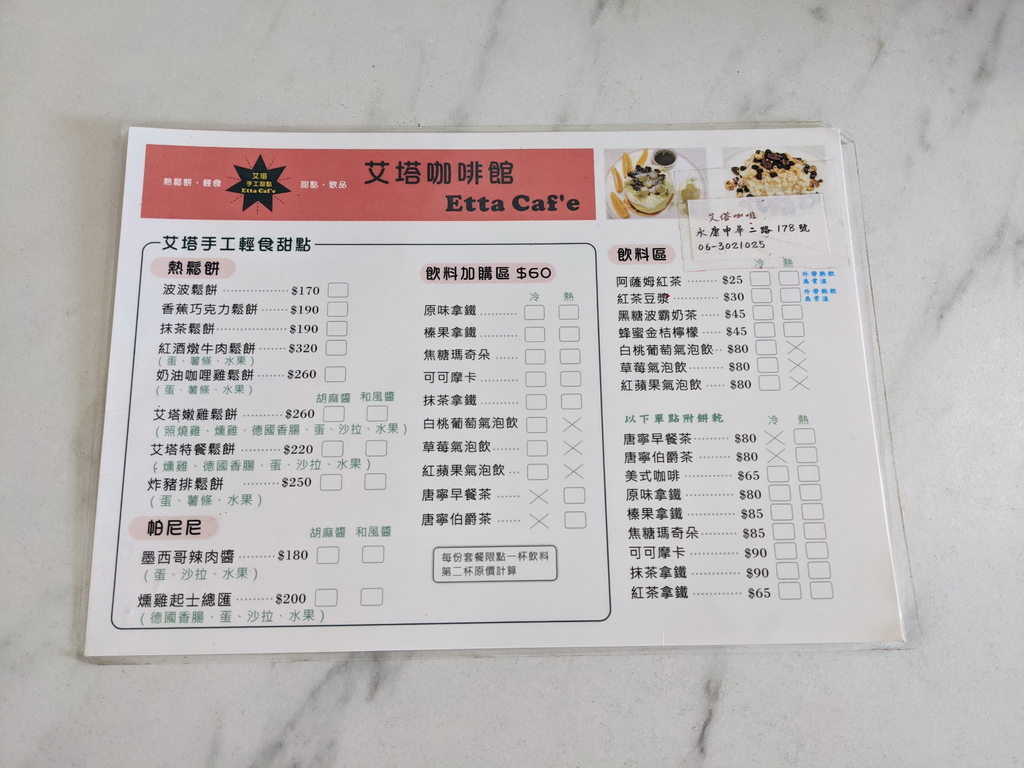 熱鬆餅·輕食
艾塔
手工甜點
Etta Caf'e
甜點·飲品
艾塔咖啡館
Etta Caf'e
艾塔咖啡
永康中華二路178號
06-3021025
艾塔手工輕食甜點
熱鬆餅
波波鬆餅 $170
香蕉巧克力鬆餅 $190
抹茶鬆餅 $190
紅酒燉牛肉鬆餅 $320
(蛋、薯條、水果)
奶油咖哩雞鬆餅 $260
(蛋、薯條、水果)
胡麻醬 和風醬
艾塔嫩雞鬆餅 $260
(照燒雞、燻雞、德國香腸、蛋、沙拉、水果)
艾塔特餐鬆餅 $220
(燻雞、德國香腸、蛋、沙拉、水果)
炸豬排鬆餅 $250
(蛋、薯條、水果)
帕尼尼
胡麻醬 和風醬
墨西哥辣肉醬 $180
(蛋、沙拉、水果)
燻雞起士總匯 $200
(德國香腸、蛋、沙拉、水果)
飲料加購區 $60
冷 熱
原味拿鐵
榛果拿鐵
焦糖瑪奇朵
可可摩卡
抹茶拿鐵
白桃葡萄氣泡飲
草莓氣泡飲
紅蘋果氣泡飲
唐寧早餐茶
唐寧伯爵茶
每份套餐限點一杯飲料
第二杯原價計算
飲料區
冷 熱
阿薩姆紅茶 $25 外帶熱飲
為常溫
紅茶豆漿 $30 外帶熱飲
為常溫
黑糖波霸奶茶 $45
蜂蜜金桔檸檬 $45
白桃葡萄氣泡飲 $80
草莓氣泡飲 $80
紅蘋果氣泡飲 $80
以下單點附餅乾 冷 熱
唐寧早餐茶 $80
唐寧伯爵茶 $80
美式咖啡 $65
原味拿鐵 $80
榛果拿鐵 $85
焦糖瑪奇朵 $85
可可摩卡 $90
抹茶拿鐵 $90
紅茶拿鐵 $65